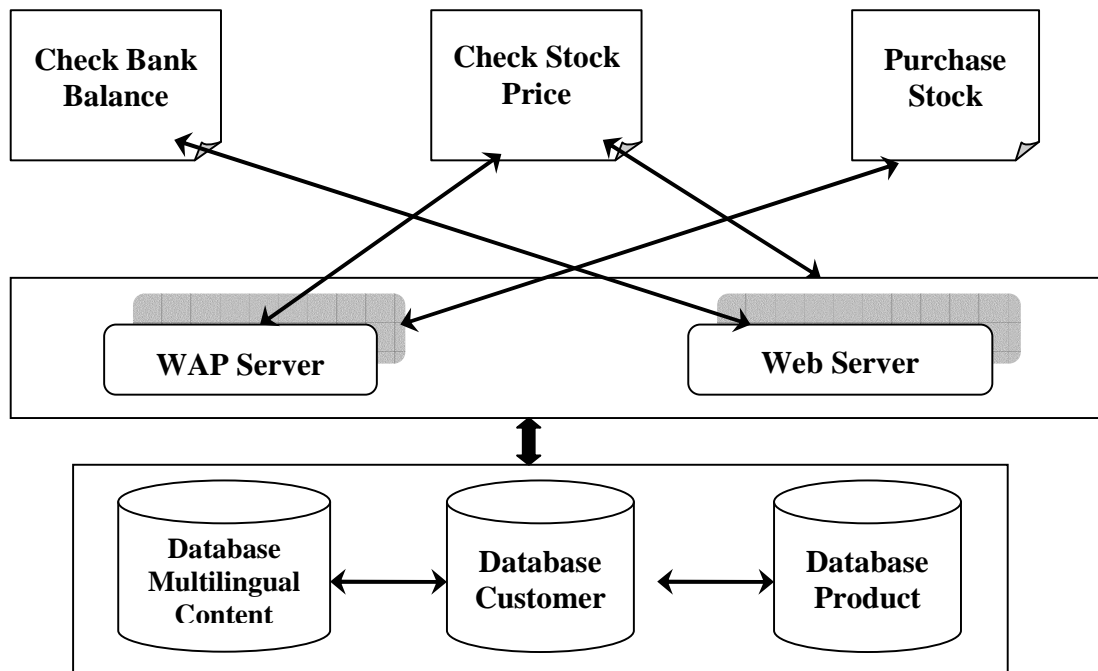 Check Bank
Balance
Check Stock
Price
Purchase
Stock
WAP Server
Web Server
Database
Multilingual
Content
Database
Customer
Database
Product